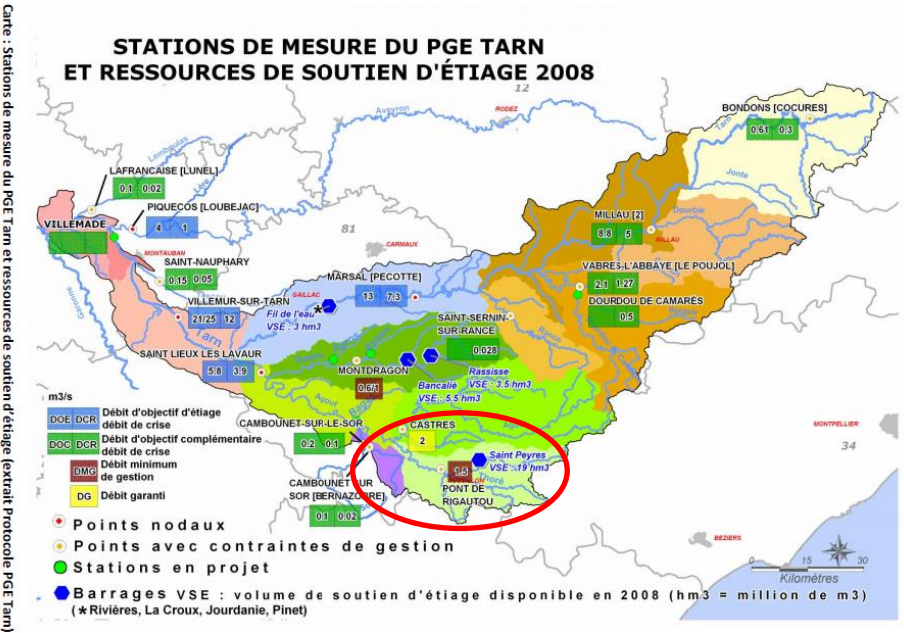 Carte : Stations de mesure du PGE Tarn et ressources de soutien d'étiage (extrait Protocole PGE Tarn)
STATIONS DE MESURE DU PGE TARN
ET RESSOURCES DE SOUTIEN D'ÉTIAGE 2008
12
Aveyron
RODEZ
BONDONS [COCURES]
0.61 0.3
Tarn
Lemboulas
Lère
LAFRANCAISE [LUNEL]
0.1 0.02
Jonte
PIQUECOS [LOUBEJAC]
4 1
VILLEMADE
MILLAU [2]
8.8 5
Dourbie
MILLAU
81
CARMAUX
MONTAUBAN
SAINT-NAUPHARY
0.15 0.05
VABRES-L'ABBAYE [LE POUJOL]
2.1 1.27
MARSAL [PECOTTE]
13 7.3
Garonne
GAILLAC
VILLEMUR-SUR-TARN
21/25 12
DOURDOU DE CAMARÈS
0.5
Fil de l'eau
VSE : 3 hm3
SAINT-SERNIN
SUR-RANCE
0.028
Rance
Tarn
SAINT LIEUX LES LAVAUR
5.8 3.9
MONTDRAGON
0.6/1
Rassisse
VSE : 3.5 hm3
Bancalié
VSE : 5.5 hm3
Agout
m3/s
DOE DCR Débit d'objectif d'étiage
débit de crise
DOC DCR Débit d'objectif complémentaire
débit de crise
DMG Débit minimum
de gestion
DG Débit garanti
CAMBOUNET-SUR-LE-SOR
0.2 0.1
CASTRES
2
Saint Peyres
VSE : 19 hm3
1.5
Thoré
PONT DE
RIGAUTOU
CAMBOUNET SUR
SOR [BERNAZOBRE]
0.1 0.02
MONTPELLIER
34
BEZIERS
Points nodaux
Points avec contraintes de gestion
Stations en projet
Barrages VSE : volume de soutien d'étiage disponible en 2008 (hm3 = million de m3)
(*Rivières, La Croux, Jourdanie, Pinet)
0 15 30
Kilomètres